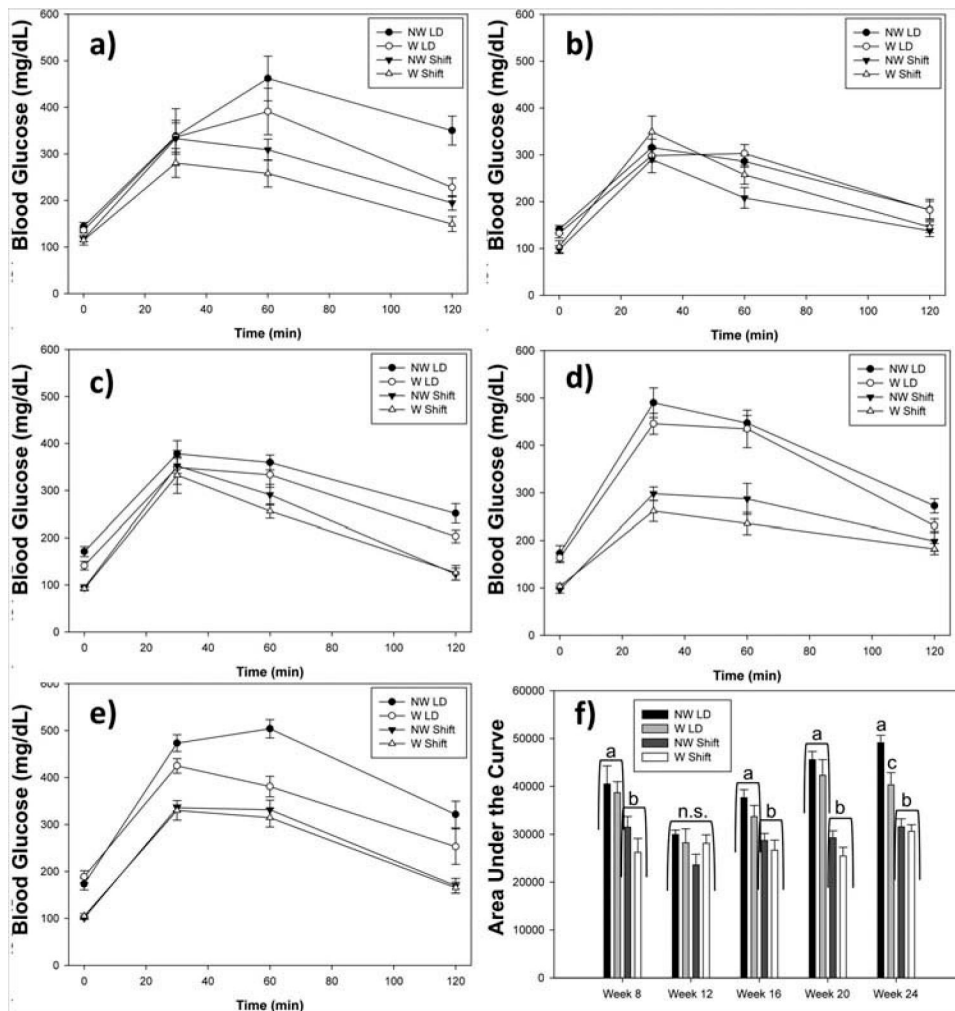 a)
NW LD
W LD
NW Shift
W Shift
Blood Glucose (mg/dL)
600
500
400
300
200
100
0
0 20 40 60 80 100 120
Time (min)
b)
NW LD
W LD
NW Shift
W Shift
Blood Glucose (mg/dL)
600
500
400
300
200
100
0
0 20 40 60 80 100 120
Time (min)
c)
NW LD
W LD
NW Shift
W Shift
Blood Glucose (mg/dL)
600
500
400
300
200
100
0
0 20 40 60 80 100 120
Time (min)
d)
NW LD
W LD
NW Shift
W Shift
Blood Glucose (mg/dL)
600
500
400
300
200
100
0
0 20 40 60 80 100 120
Time (min)
e)
NW LD
W LD
NW Shift
W Shift
Blood Glucose (mg/dL)
600
500
400
300
200
100
0
0 20 40 60 80 100 120
Time (min)
f)
NW LD
W LD
NW Shift
W Shift
Area Under the Curve
60000
50000
40000
30000
20000
10000
0
a b n.s. a b a b a c b
Week 8 Week 12 Week 16 Week 20 Week 24